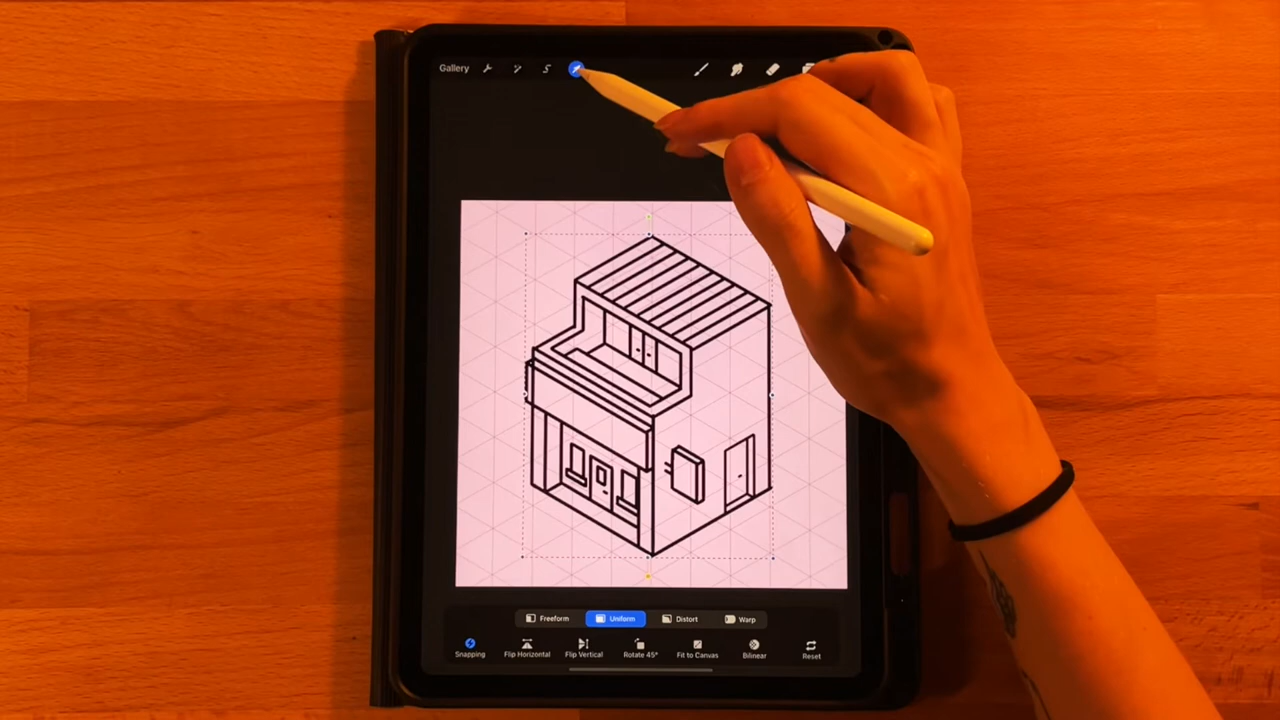 Gallery
Freeform Uniform Distort Warp
Snapping Flip Horizontal Flip Vertical Rotate 45° Fit to Canvas Bilinear Reset